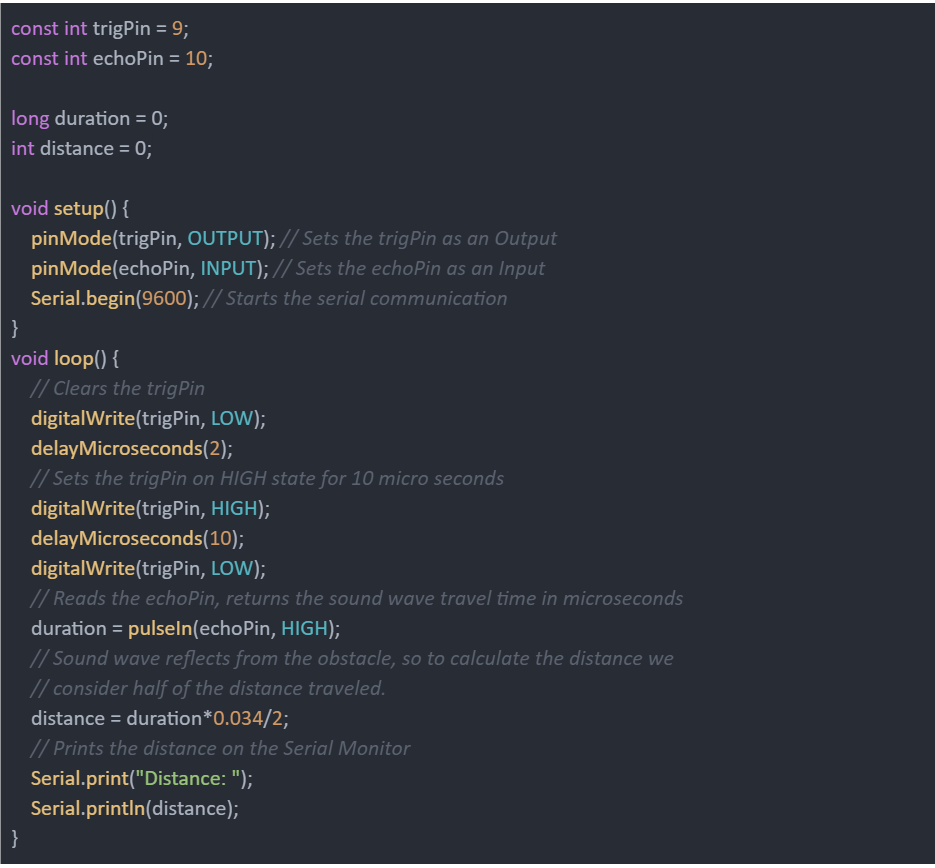 const int trigPin = 9;
const int echoPin = 10;
long duration = 0;
int distance = 0;
void setup() {
pinMode(trigPin, OUTPUT); // Sets the trigPin as an Output
pinMode(echoPin, INPUT); // Sets the echoPin as an Input
Serial.begin(9600); // Starts the serial communication
}
void loop() {
// Clears the trigPin
digitalWrite(trigPin, LOW);
delayMicroseconds(2);
// Sets the trigPin on HIGH state for 10 micro seconds
digitalWrite(trigPin, HIGH);
delayMicroseconds(10);
digitalWrite(trigPin, LOW);
// Reads the echoPin, returns the sound wave travel time in microseconds
duration = pulseIn(echoPin, HIGH);
// Sound wave reflects from the obstacle, so to calculate the distance we
// consider half of the distance traveled.
distance = duration*0.034/2;
// Prints the distance on the Serial Monitor
Serial.print("Distance: ");
Serial.println(distance);
}